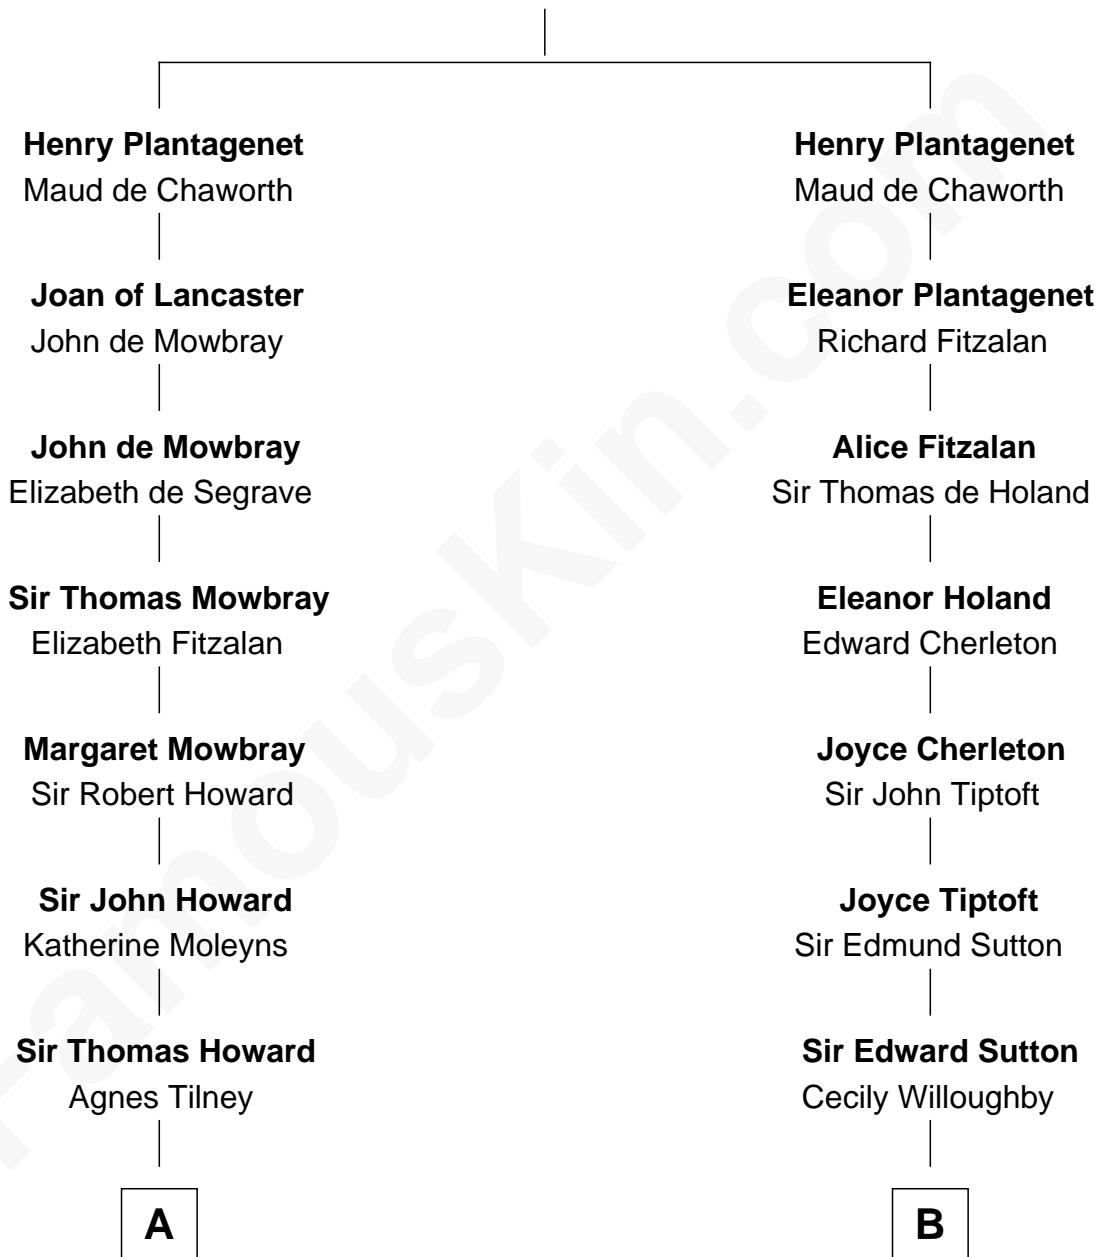 Henry Plantagenet
Maud de Chaworth
Joan of Lancaster
John de Mowbray
John de Mowbray
Elizabeth de Segrave
Sir Thomas Mowbray
Elizabeth Fitzalan
Margaret Mowbray
Sir Robert Howard
Sir John Howard
Katherine Moleyns
Sir Thomas Howard
Agnes Tilney
A
Henry Plantagenet
Maud de Chaworth
Eleanor Plantagenet
Richard Fitzalan
Alice Fitzalan
Sir Thomas de Holand
Eleanor Holand
Edward Cherleton
Joyce Cherleton
Sir John Tiptoft
Joyce Tiptoft
Sir Edmund Sutton
Sir Edward Sutton
Cecily Willoughby
B
FamousKin.com